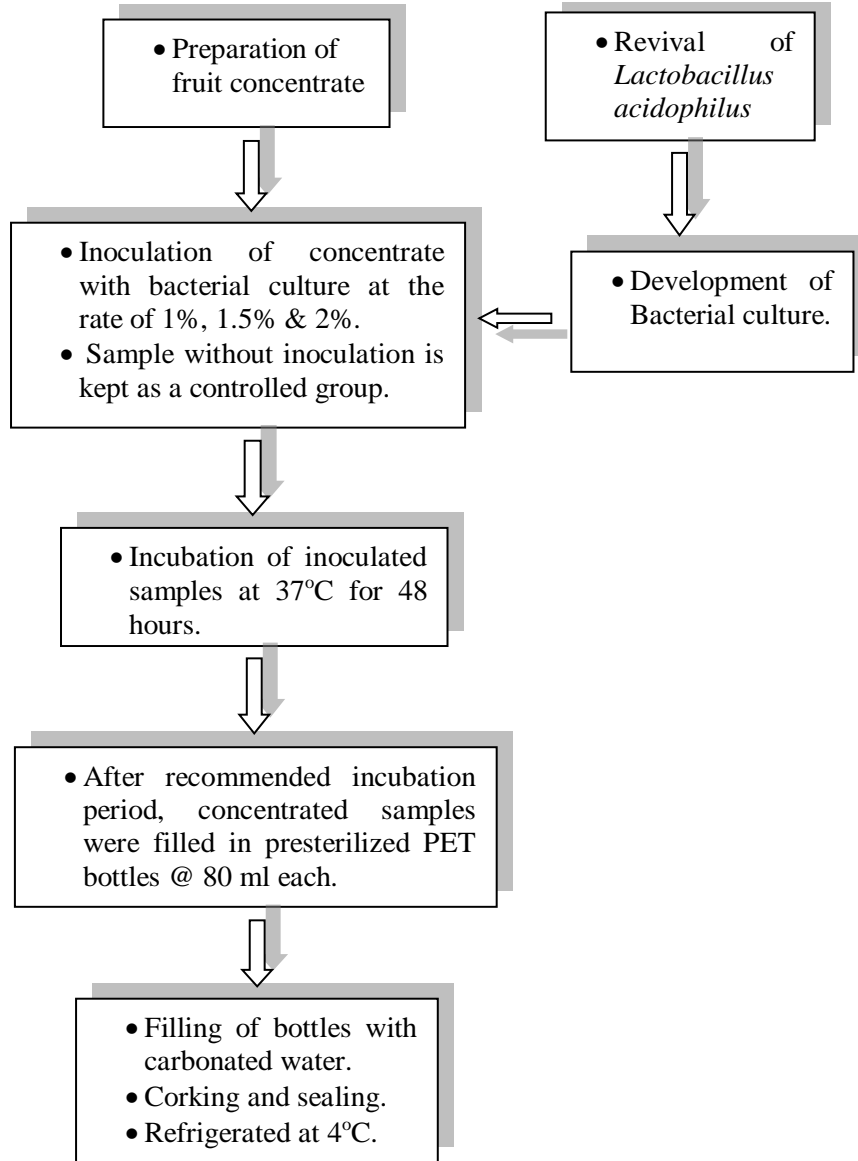 • Preparation of
fruit concentrate
• Revival of
Lactobacillus
acidophilus
• Inoculation of concentrate
with bacterial culture at the
rate of 1%, 1.5% & 2%.
• Sample without inoculation is
kept as a controlled group.
• Development of
Bacterial culture.
• Incubation of inoculated
samples at 37°C for 48
hours.
• After recommended incubation
period, concentrated samples
were filled in presterilized PET
bottles @ 80 ml each.
• Filling of bottles with
carbonated water.
• Corking and sealing.
• Refrigerated at 4°C.